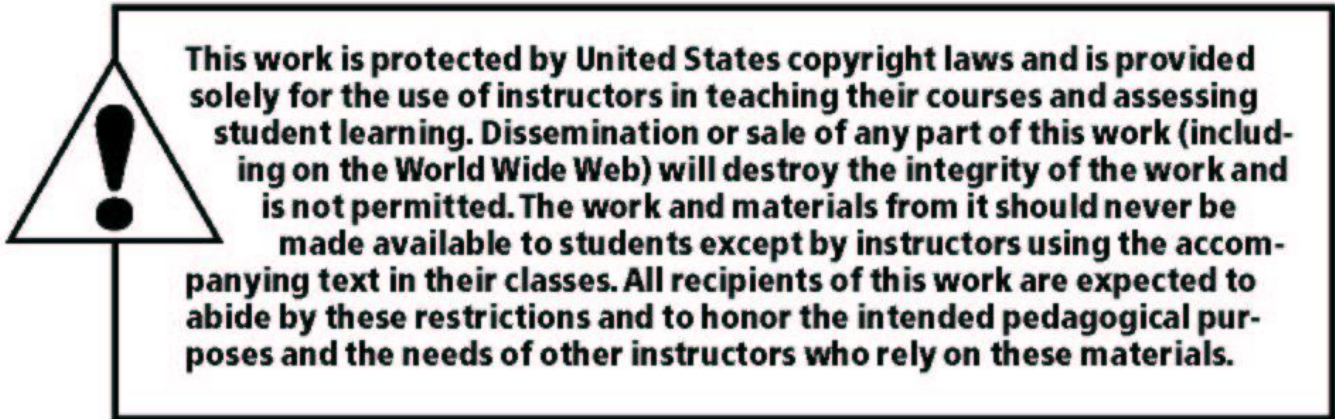 This work is protected by United States copyright laws and is provided
solely for the use of instructors in teaching their courses and assessing
student learning. Dissemination or sale of any part of this work (includ-
ing on the World Wide Web) will destroy the integrity of the work and
is not permitted. The work and materials from it should never be
made available to students except by instructors using the accom-
panying text in their classes. All recipients of this work are expected to
abide by these restrictions and to honor the intended pedagogical pur-
poses and the needs of other instructors who rely on these materials.